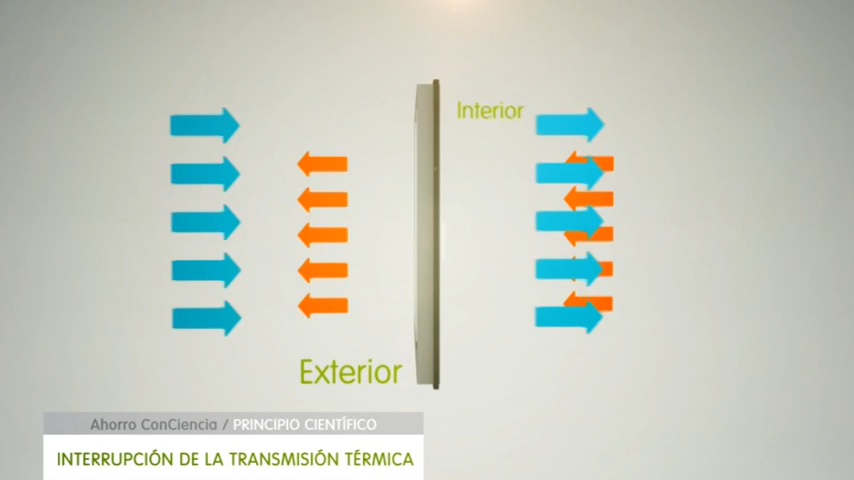 Interior
Exterior
Ahorro ConCiencia / PRINCIPIO CIENTÍFICO
INTERRUPCIÓN DE LA TRANSMISIÓN TÉRMICA